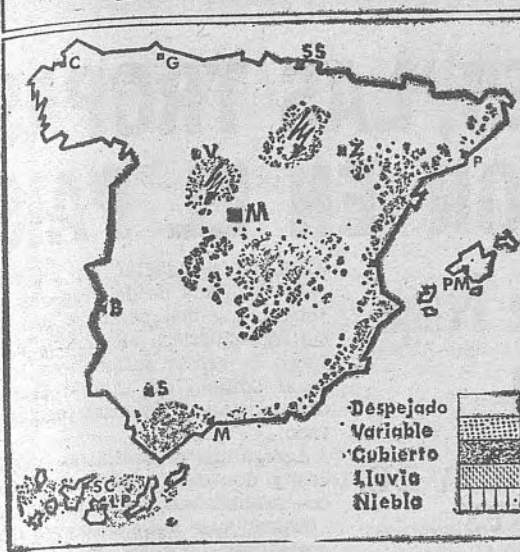 C
G
SS
V
Z
M
PM
B
S
M
SC
LP
Despejado
Variable
Cubierto
Lluvia
Niebla